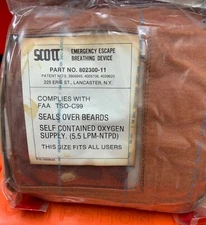 SCOTT
EMERGENCY ESCAPE
BREATHING DEVICE
PART NO. 802300-11
225 ERIE ST., LANCASTER, N.Y.
COMPLIES WITH
FAA TSO-C99
SEALS OVER BEARDS
SELF CONTAINED OXYGEN
SUPPLY. (5.5 LPM-NTPD)
THIS SIZE FITS ALL USERS